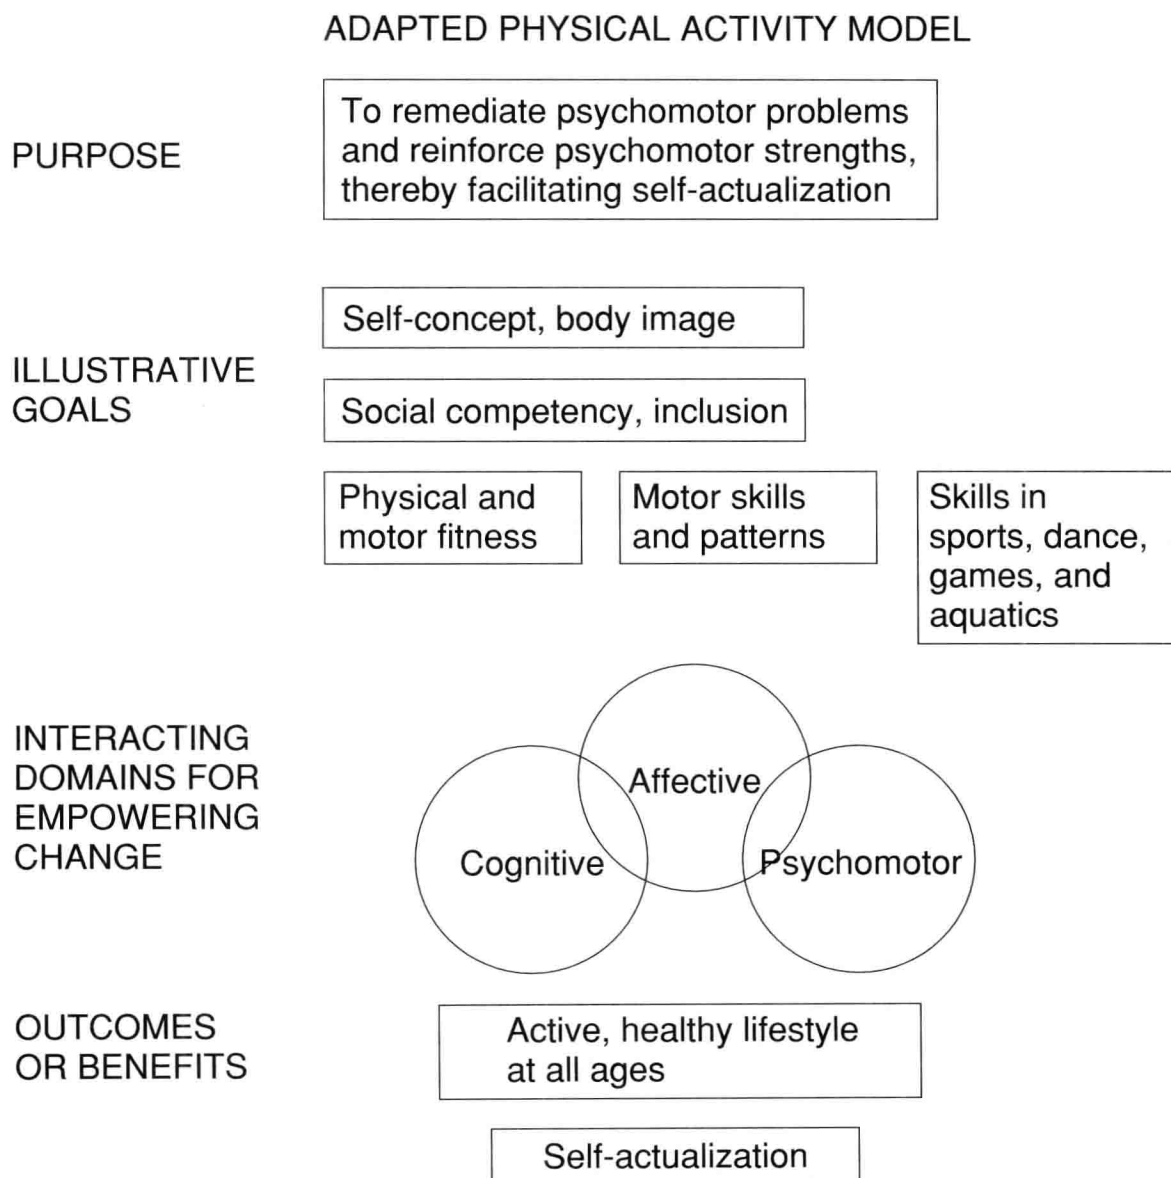 ADAPTED PHYSICAL ACTIVITY MODEL
PURPOSE
To remediate psychomotor problems
and reinforce psychomotor strengths,
thereby facilitating self-actualization
ILLUSTRATIVE
GOALS
Self-concept, body image
Social competency, inclusion
Physical and
motor fitness
Motor skills
and patterns
Skills in
sports, dance,
games, and
aquatics
INTERACTING
DOMAINS FOR
EMPOWERING
CHANGE
Cognitive
Affective
Psychomotor
OUTCOMES
OR BENEFITS
Active, healthy lifestyle
at all ages
Self-actualization